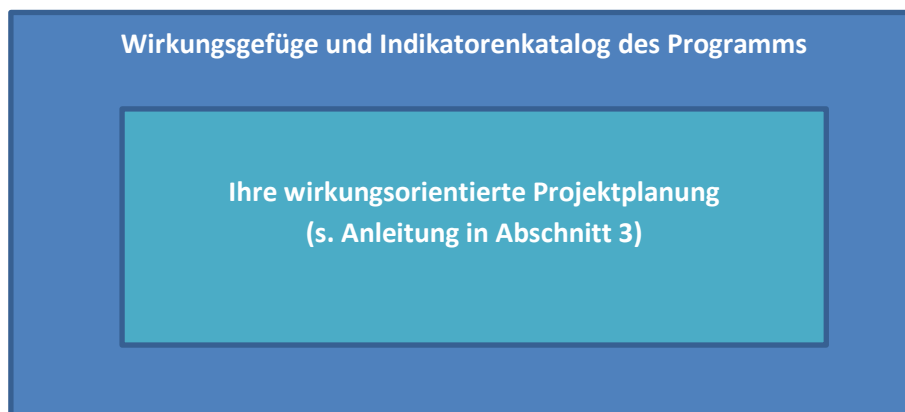 Wirkungsgefüge und Indikatorenkatalog des Programms
Ihre wirkungsorientierte Projektplanung
(s. Anleitung in Abschnitt 3)